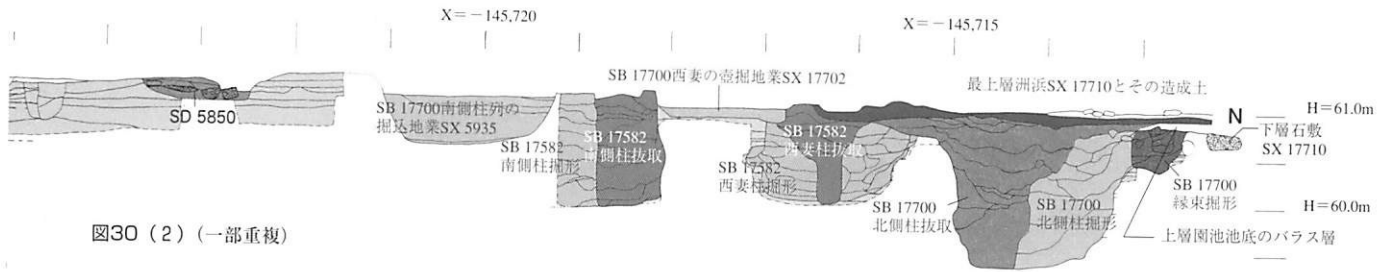 X＝－145,720
X＝－145,715
SB 17700西妻の壺掘地業SX 17702
最上層洲浜SX 17710とその造成土
N
H＝61.0m
SD 5850
SB 17700南側柱列の
掘込地業SX 5935
SB 17582
南側柱掘形
SB 17582
南側柱抜取
SB 17582
西妻柱抜取
SB 17582
西妻柱掘形
下層石敷
SX 17710
SB 17700
縁束掘形
SB 17700
北側柱抜取
SB 17700
北側柱掘形
H＝60.0m
上層園池池底のバラス層
図30（2）（一部重複）